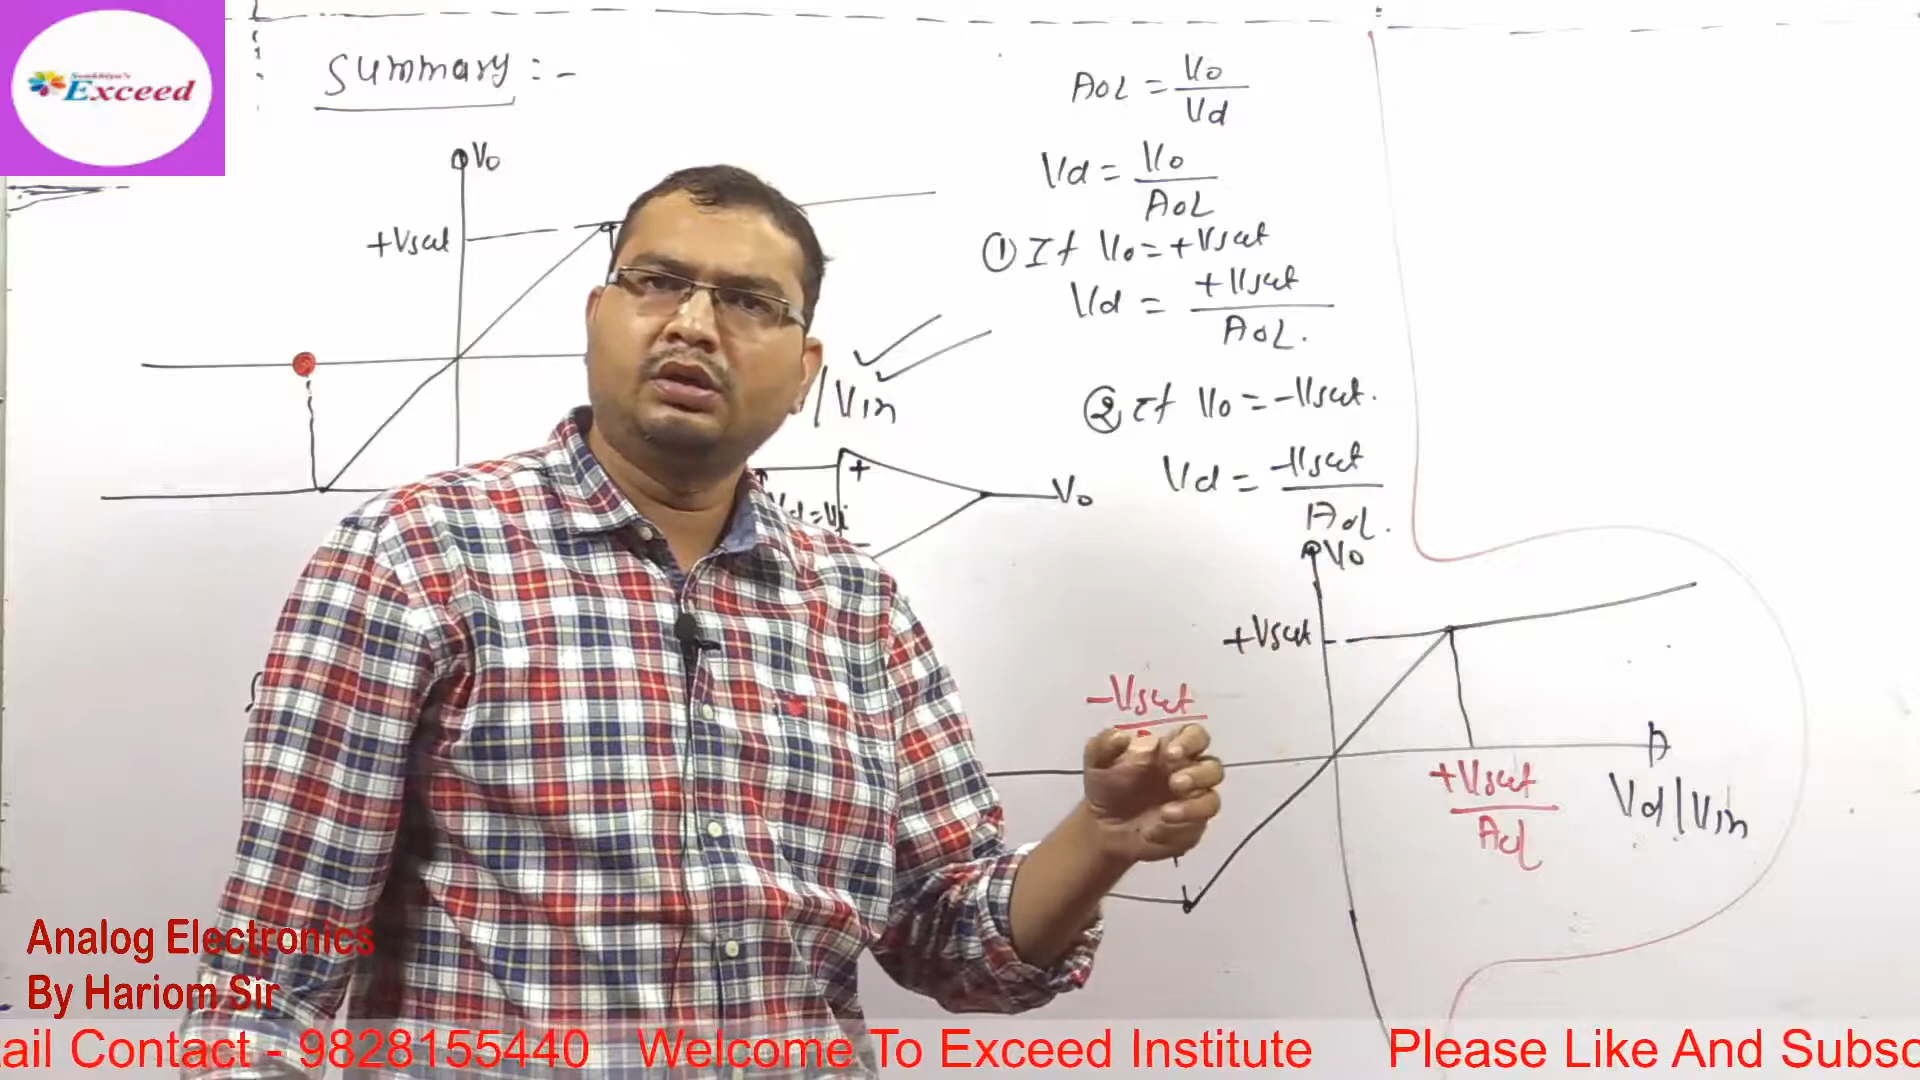 Exceed
Summary :-
Vo
+Vsat
/Vin
+
Vd=Vi
-
Vo
AOL = Vo
Vd
Vd = Vo
AOL
① If Vo = +Vsat
Vd = +Vsat
AOL.
② If Vo = -Vsat.
Vd = -Vsat
AOL.
Vo
+Vsat
-Vsat
+Vsat
AOL
Vd/Vin
Analog Electronics
By Hariom Sir
ail Contact - 9828155440 Welcome To Exceed Institute Please Like And Subsc